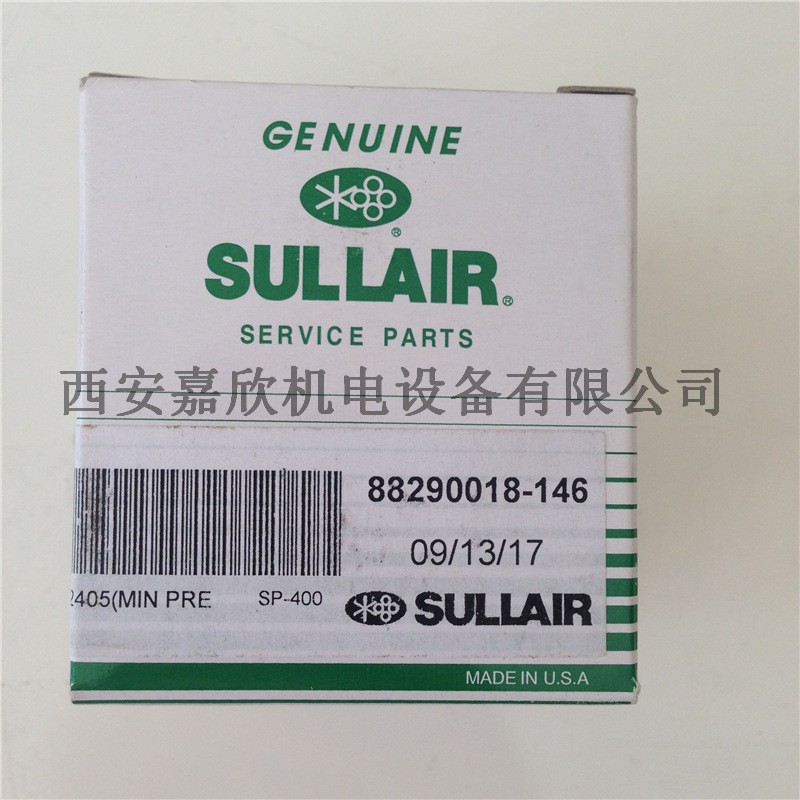 GENUINE
®
SULLAIR®
SERVICE PARTS
西安嘉欣机电设备有限公司
88290018-146
09/13/17
2405(MIN PRE
SP-400
SULLAIR
MADE IN U.S.A